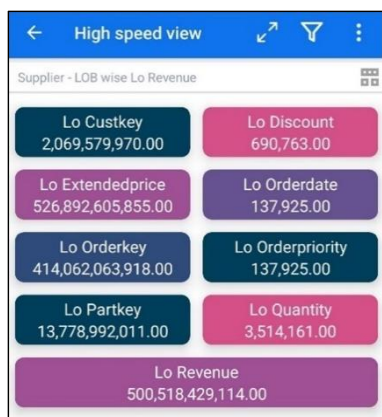 High speed view
Supplier - LOB wise Lo Revenue
Lo Custkey
2,069,579,970.00
Lo Discount
690,763.00
Lo Extendedprice
526,892,605,855.00
Lo Orderdate
137,925.00
Lo Orderkey
414,062,063,918.00
Lo Orderpriority
137,925.00
Lo Partkey
13,778,992,011.00
Lo Quantity
3,514,161.00
Lo Revenue
500,518,429,114.00